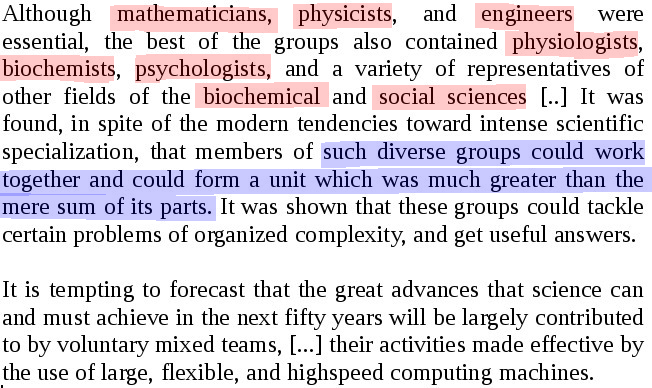 Although mathematicians, physicists, and engineers were
essential, the best of the groups also contained physiologists,
biochemists, psychologists, and a variety of representatives of
other fields of the biochemical and social sciences [..] It was
found, in spite of the modern tendencies toward intense scientific
specialization, that members of such diverse groups could work
together and could form a unit which was much greater than the
mere sum of its parts. It was shown that these groups could tackle
certain problems of organized complexity, and get useful answers.

It is tempting to forecast that the great advances that science can
and must achieve in the next fifty years will be largely contributed
to by voluntary mixed teams, [...] their activities made effective by
the use of large, flexible, and highspeed computing machines.